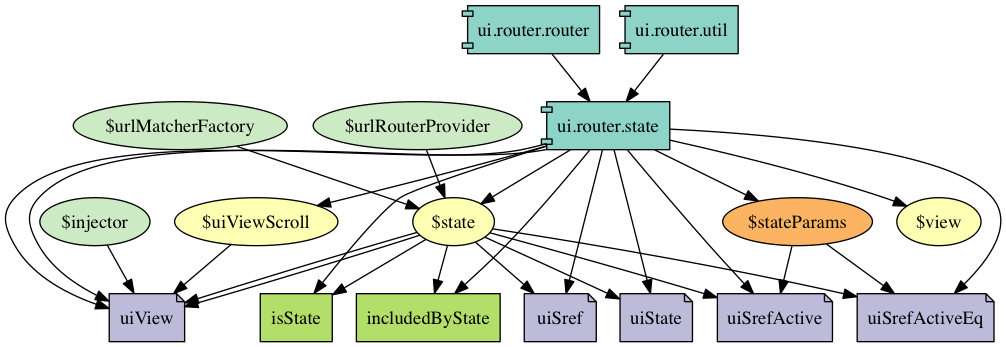 ui.router.router
ui.router.util
$urlMatcherFactory
$urlRouterProvider
ui.router.state
$injector
$uiViewScroll
$state
$stateParams
$view
uiView
isState
includedByState
uiSref
uiState
uiSrefActive
uiSrefActiveEq